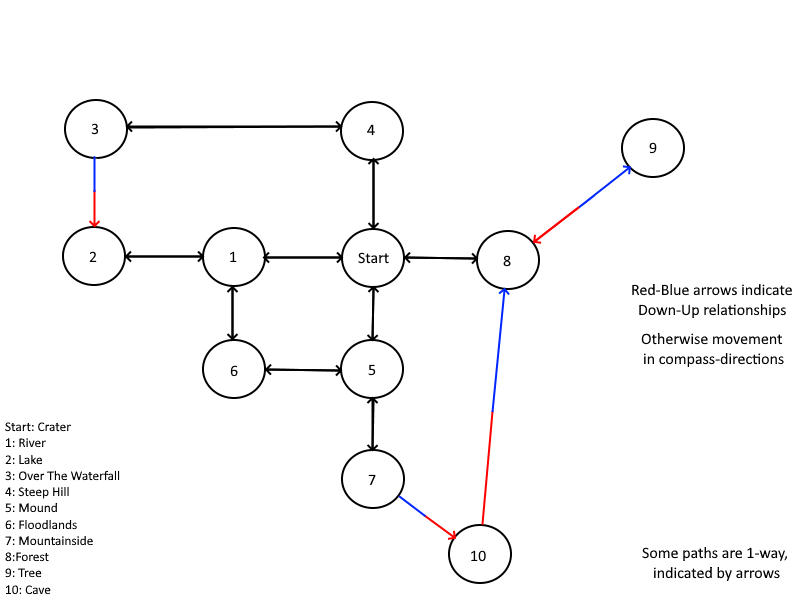 3
4
9
2
1
Start
8
Red-Blue arrows indicate
Down-Up relationships
Otherwise movement
in compass-directions
6
5
Start: Crater
1: River
2: Lake
3: Over The Waterfall
4: Steep Hill
5: Mound
6: Floodlands
7: Mountainside
8:Forest
9: Tree
10: Cave
7
10
Some paths are 1-way,
indicated by arrows